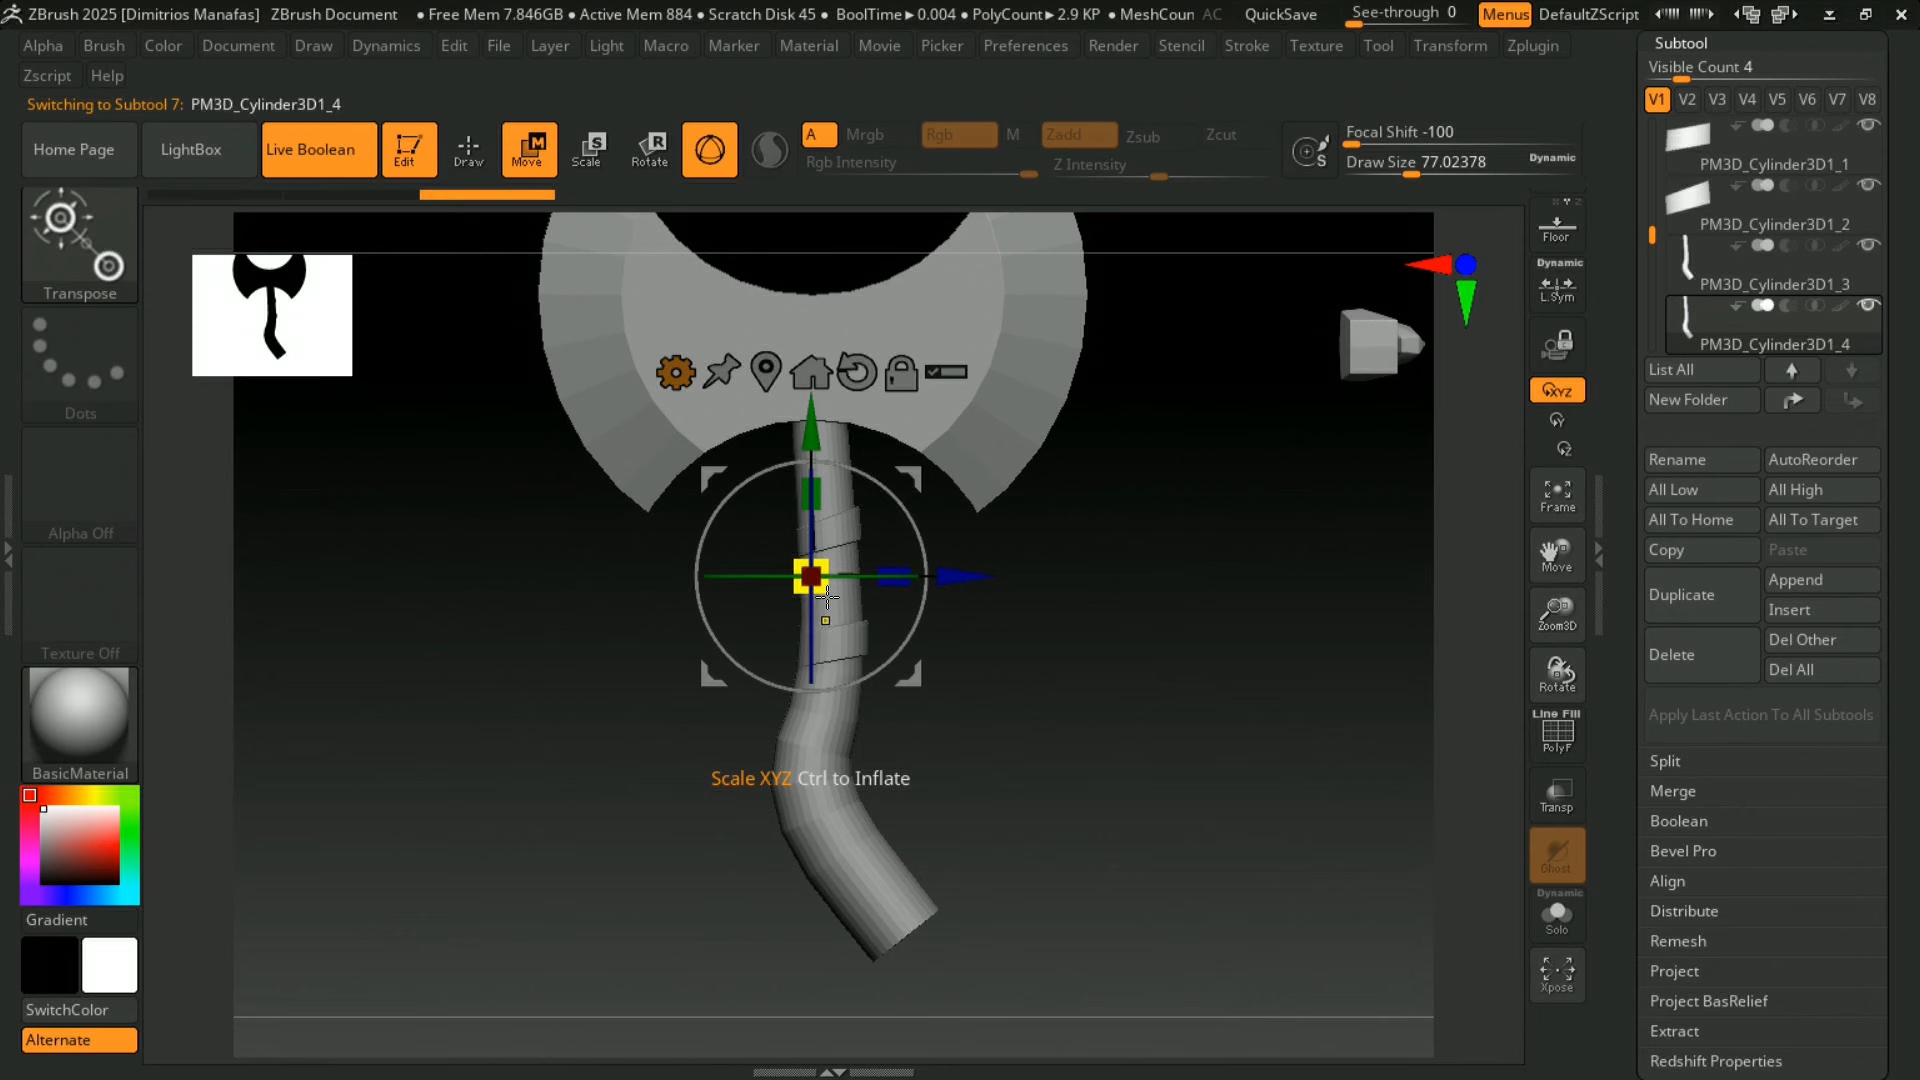 ZBrush 2025 [Dimitrios Manafas] ZBrush Document • Free Mem 7.846GB • Active Mem 884 • Scratch Disk 45 • BoolTime►0.004 • PolyCount►2.9 KP • MeshCoun AC QuickSave See-through 0 Menus DefaultZScript
Alpha Brush Color Document Draw Dynamics Edit File Layer Light Macro Marker Material Movie Picker Preferences Render Stencil Stroke Texture Tool Transform Zplugin
Zscript Help
Switching to Subtool 7: PM3D_Cylinder3D1_4
Home Page LightBox Live Boolean Edit Draw Move Scale Rotate
A Mrgb Rgb M Zadd Zsub Zcut
Rgb Intensity Z Intensity
Focal Shift -100
Draw Size 77.02378 Dynamic
Transpose
Dots
Alpha Off
Texture Off
BasicMaterial
Gradient
SwitchColor
Alternate
Scale XYZ Ctrl to Inflate
Floor
Dynamic
L.Sym
XYZ
Frame
Move
Zoom3D
Rotate
Line Fill
PolyF
Transp
Ghost
Dynamic
Solo
Xpose
Subtool
Visible Count 4
V1 V2 V3 V4 V5 V6 V7 V8
PM3D_Cylinder3D1_1
PM3D_Cylinder3D1_2
PM3D_Cylinder3D1_3
PM3D_Cylinder3D1_4
List All
New Folder
Rename AutoReorder
All Low All High
All To Home All To Target
Copy Paste
Duplicate Append
Insert
Delete Del Other
Del All
Apply Last Action To All Subtools
Split
Merge
Boolean
Bevel Pro
Align
Distribute
Remesh
Project
Project BasRelief
Extract
Redshift Properties